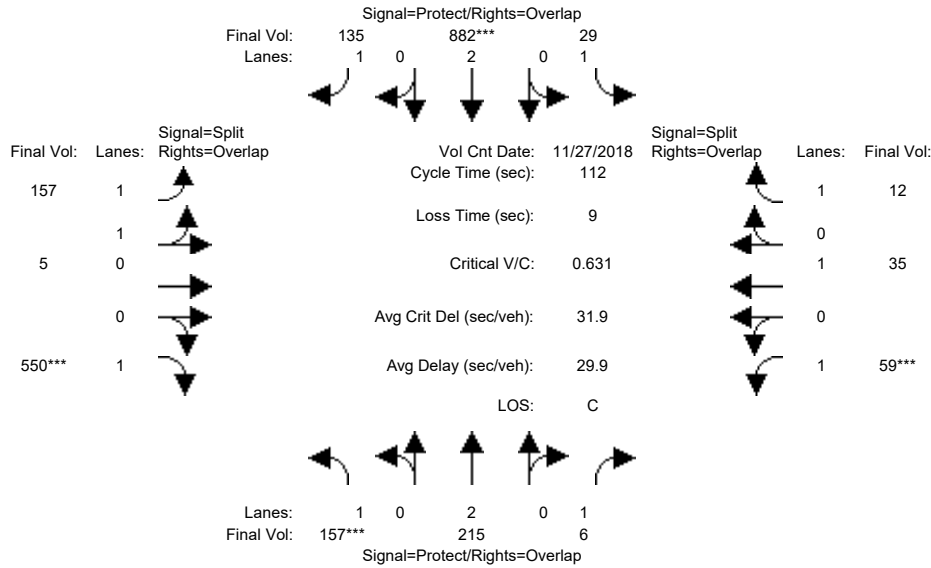 Signal=Protect/Rights=Overlap
Final Vol: 135 882*** 29
Lanes: 1 0 2 0 1
Signal=Split Signal=Split
Final Vol: Lanes: Rights=Overlap Vol Cnt Date: 11/27/2018 Rights=Overlap Lanes: Final Vol:
Cycle Time (sec): 112
157 1 1 12
Loss Time (sec): 9
1 0
5 0 Critical V/C: 0.631 1 35
0 Avg Crit Del (sec/veh): 31.9 0
550*** 1 Avg Delay (sec/veh): 29.9 1 59***
LOS: C
Lanes: 1 0 2 0 1
Final Vol: 157*** 215 6
Signal=Protect/Rights=Overlap